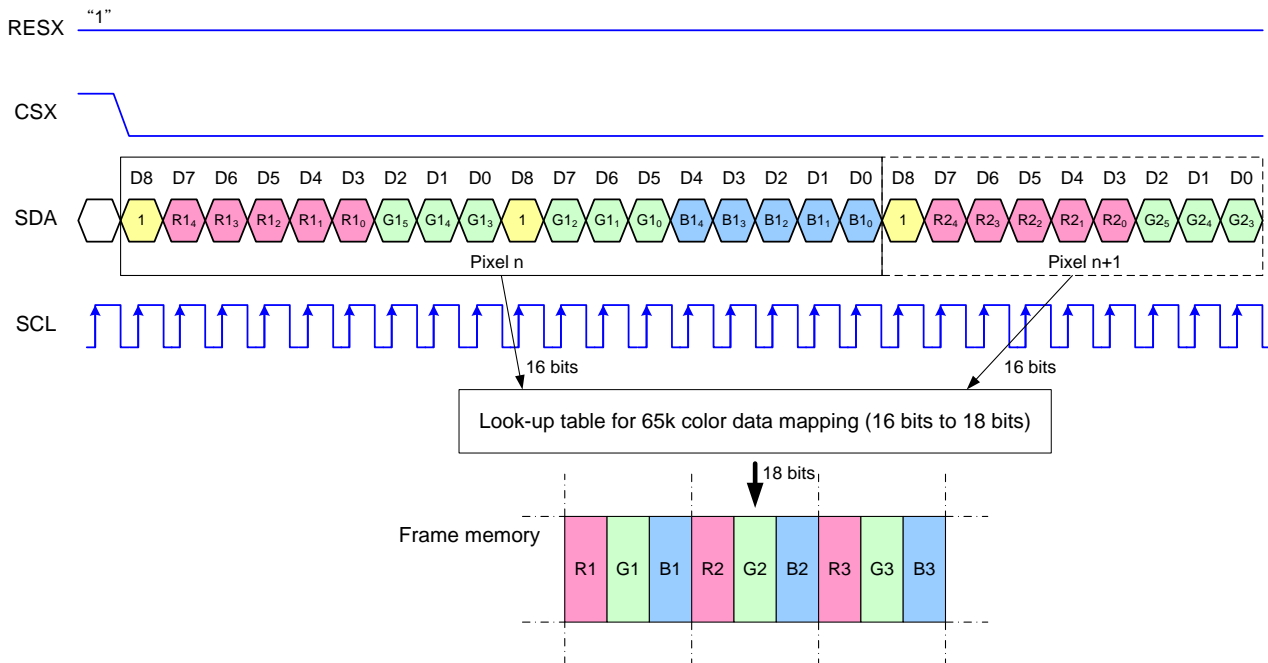 RESX "1"
CSX
D8 D7 D6 D5 D4 D3 D2 D1 D0 D8 D7 D6 D5 D4 D3 D2 D1 D0 D8 D7 D6 D5 D4 D3 D2 D1 D0
SDA 1 R1₄ R1₃ R1₂ R1₁ R1₀ G1₅ G1₄ G1₃ 1 G1₂ G1₁ G1₀ B1₄ B1₃ B1₂ B1₁ B1₀ 1 R2₄ R2₃ R2₂ R2₁ R2₀ G2₅ G2₄ G2₃
Pixel n Pixel n+1
SCL
16 bits 16 bits
Look-up table for 65k color data mapping (16 bits to 18 bits)
18 bits
Frame memory
R1 G1 B1 R2 G2 B2 R3 G3 B3